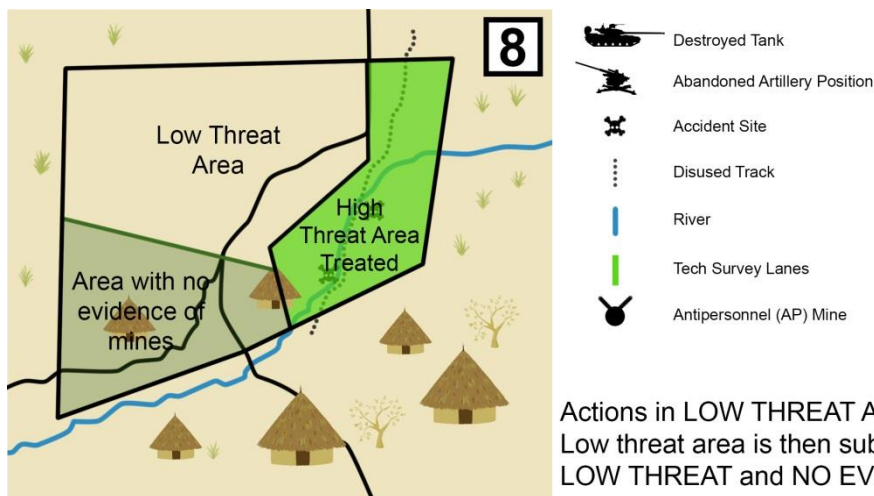 8
Low Threat
Area
High
Threat Area
Treated
Area with no
evidence of
mines
Destroyed Tank
Abandoned Artillery Position
Accident Site
Disused Track
River
Tech Survey Lanes
Antipersonnel (AP) Mine
Actions in LOW THREAT
Low threat area is then
LOW THREAT and NO